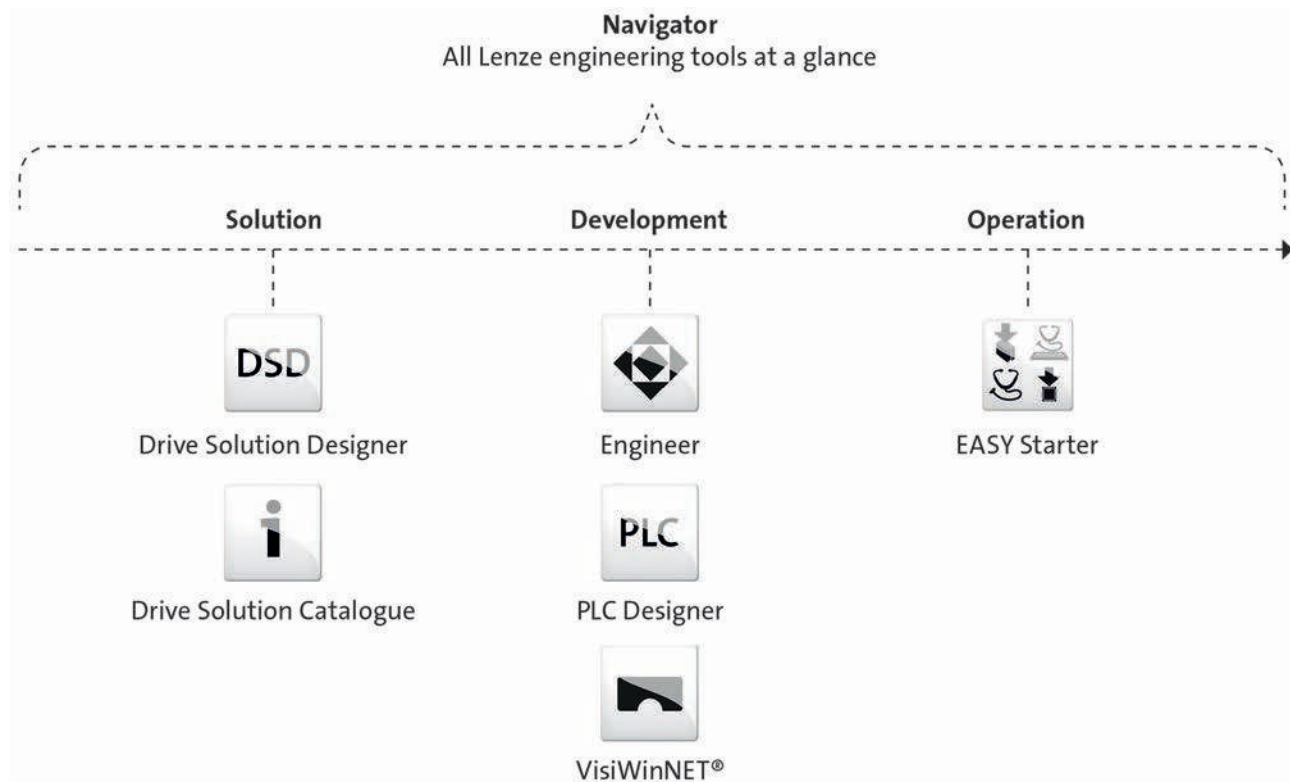 Navigator
All Lenze engineering tools at a glance
Solution
Development
Operation
DSD
Drive Solution Designer
Engineer
EASY Starter
i
Drive Solution Catalogue
PLC
PLC Designer
VisiWinNET®